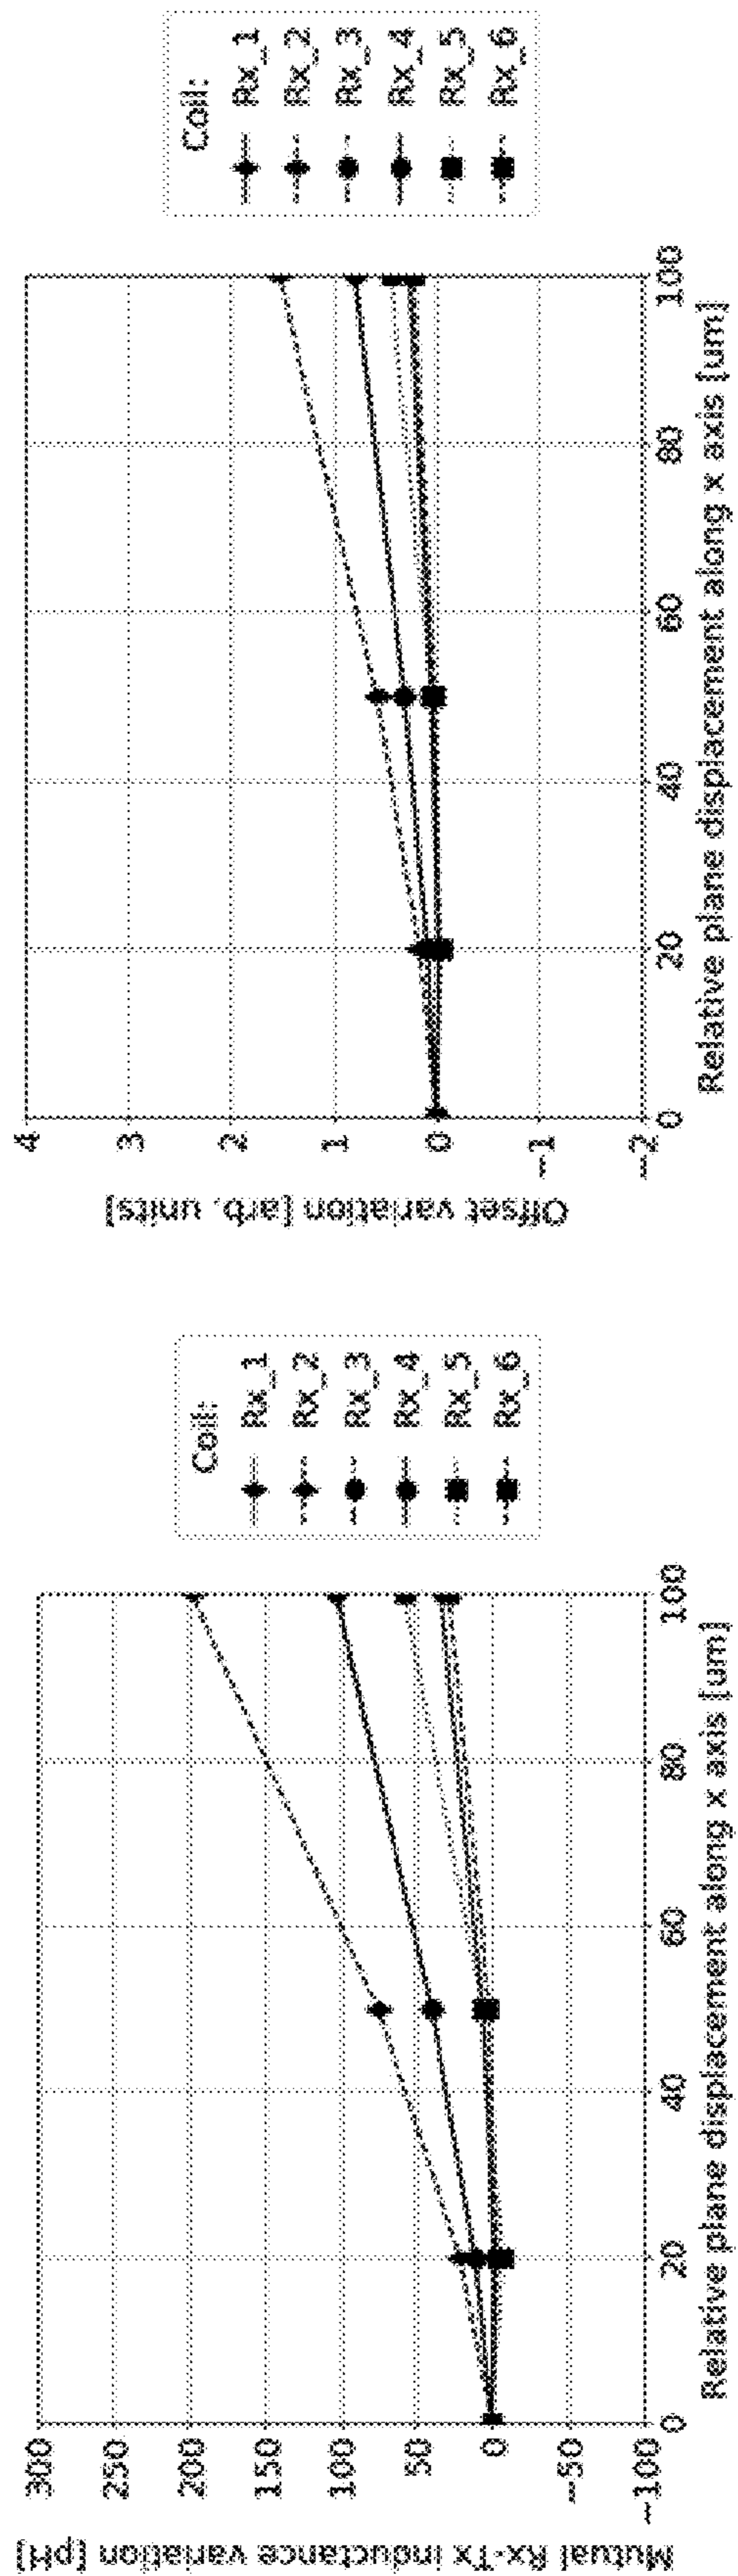 Mutual Rx-Tx inductance variation [pH]
300
250
200
150
100
50
0
−50
−100
0
20
40
60
80
100
Relative plane displacement along x axis [um]
Coil:
Rx_1
Rx_2
Rx_3
Rx_4
Rx_5
Rx_6
Offset variation [arb. units]
4
3
2
1
0
−1
−2
0
20
40
60
80
100
Relative plane displacement along x axis [um]
Coil:
Rx_1
Rx_2
Rx_3
Rx_4
Rx_5
Rx_6